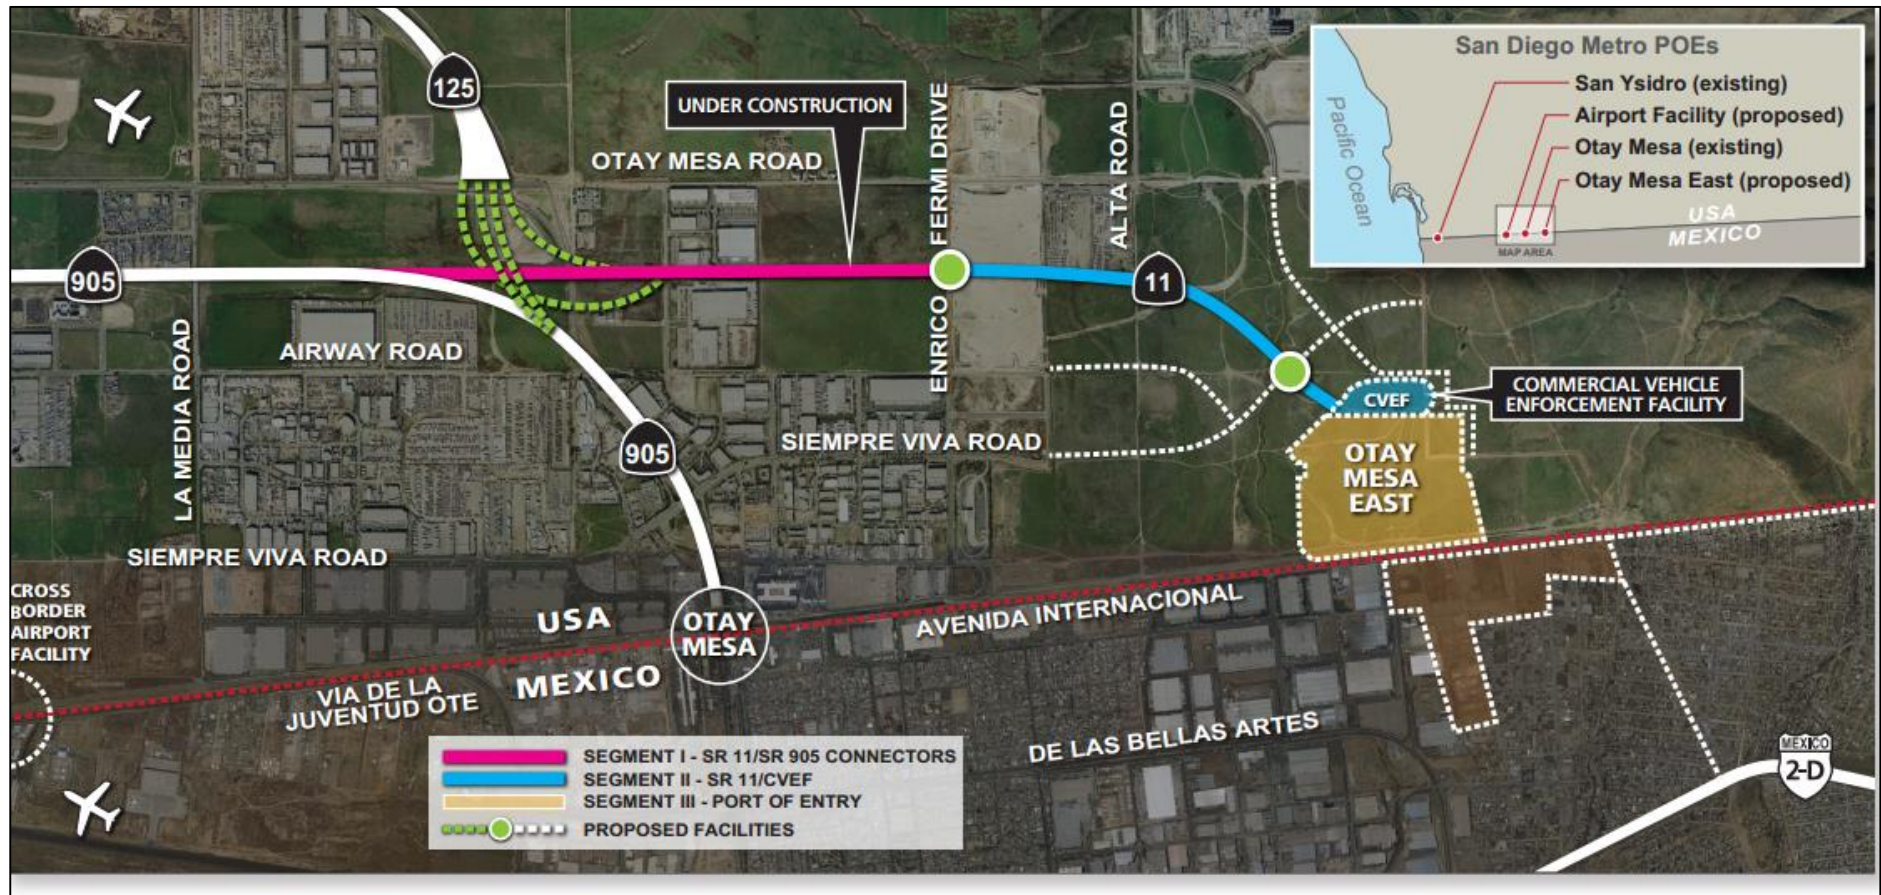 125
UNDER CONSTRUCTION
OTAY MESA ROAD
ENRICO FERMI DRIVE
ALTA ROAD
San Diego Metro POEs
San Ysidro (existing)
Airport Facility (proposed)
Otay Mesa (existing)
Otay Mesa East (proposed)
Pacific Ocean
USA
MEXICO
MAP AREA
905
11
LA MEDIA ROAD
AIRWAY ROAD
905
SIEMPRE VIVA ROAD
CVEF
COMMERCIAL VEHICLE
ENFORCEMENT FACILITY
OTAY
MESA
EAST
SIEMPRE VIVA ROAD
CROSS
BORDER
AIRPORT
FACILITY
USA
MEXICO
OTAY
MESA
AVENIDA INTERNACIONAL
VIA DE LA
JUVENTUD OTE
DE LAS BELLAS ARTES
MEXICO
2-D
SEGMENT I - SR 11/SR 905 CONNECTORS
SEGMENT II - SR 11/CVEF
SEGMENT III - PORT OF ENTRY
PROPOSED FACILITIES